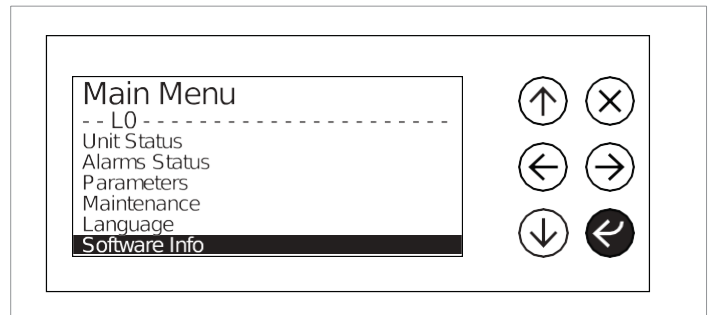 Main Menu
-- L0 - - - - - - - - - - - - - - - - - - - - - -
Unit Status
Alarms Status
Parameters
Maintenance
Language
Software Info